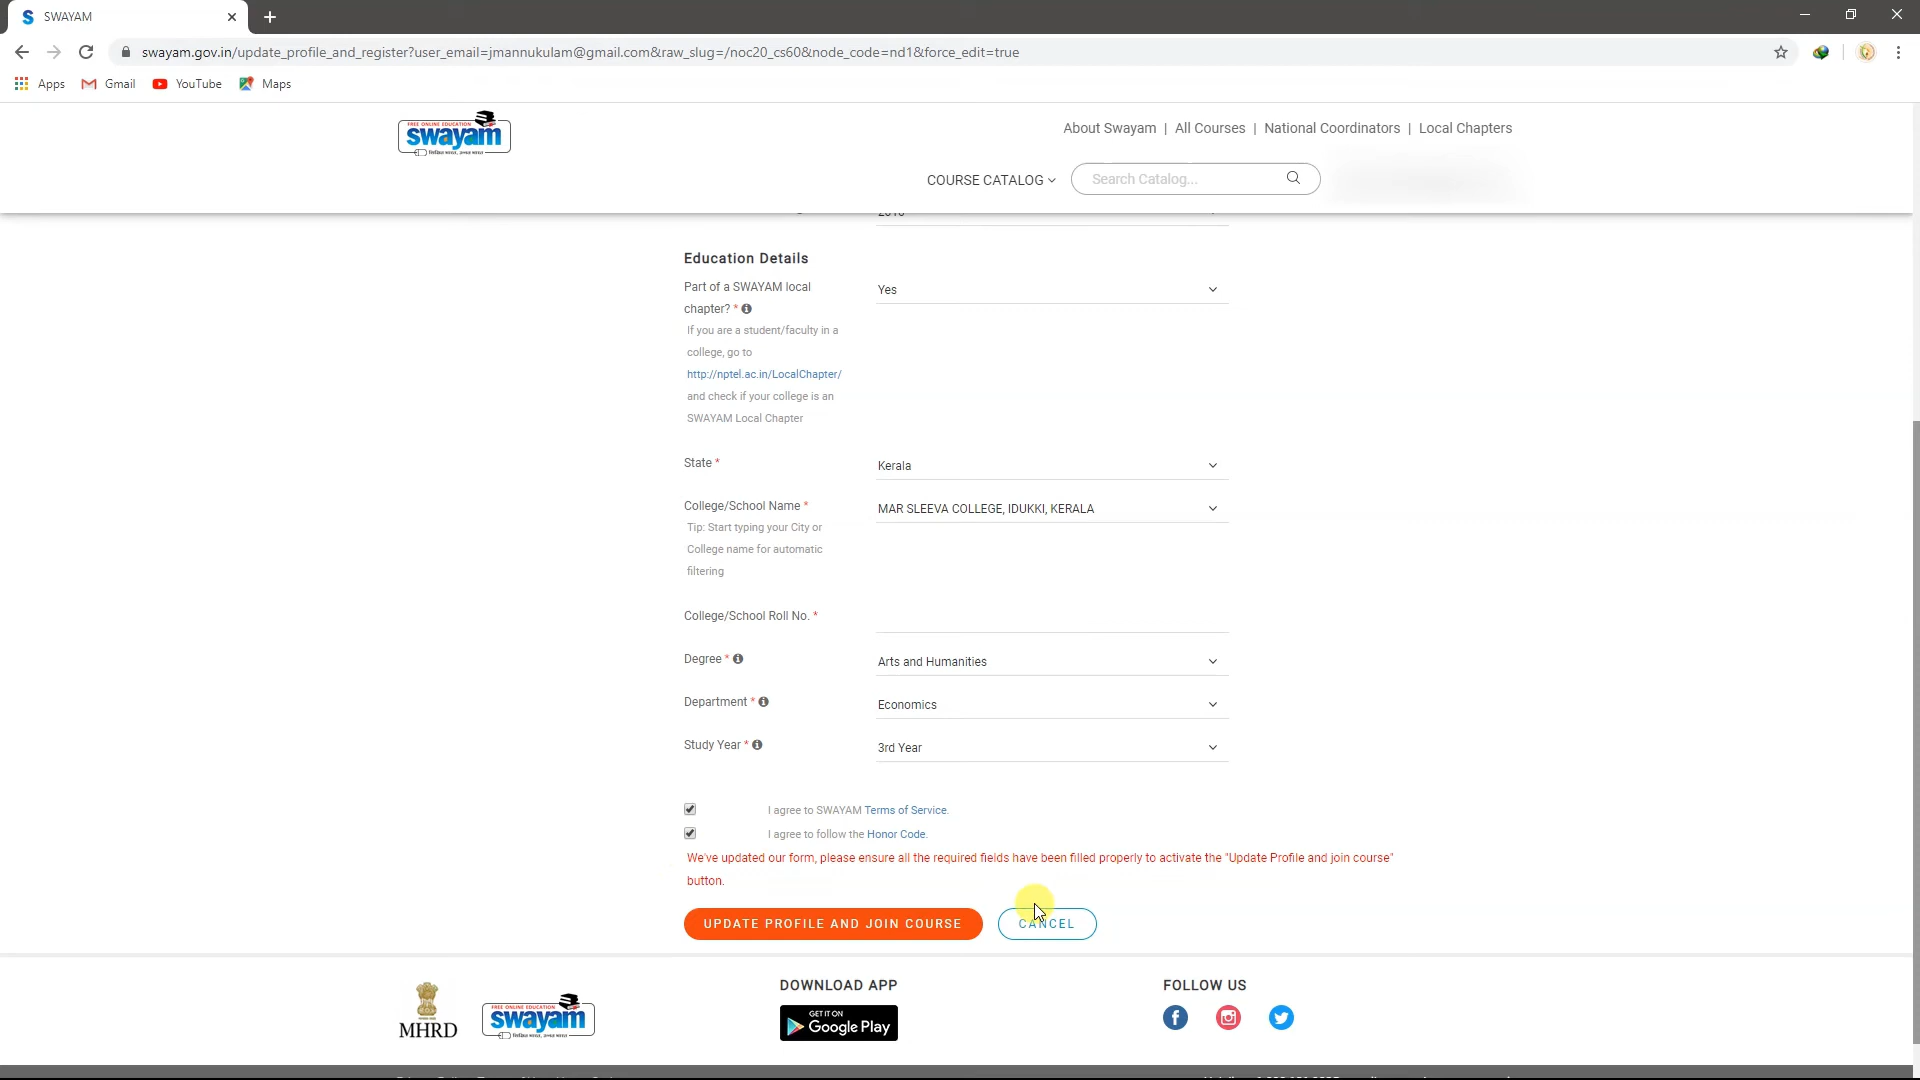 SWAYAM
swayam.gov.in/update_profile_and_register?user_email=jmannukulam@gmail.com&raw_slug=/noc20_cs60&node_code=nd1&force_edit=true
Apps Gmail YouTube Maps
FREE ONLINE EDUCATION
swayam
About Swayam | All Courses | National Coordinators | Local Chapters
COURSE CATALOG Search Catalog...
Education Details
Part of a SWAYAM local
chapter? *
Yes
If you are a student/faculty in a
college, go to
http://nptel.ac.in/LocalChapter/
and check if your college is an
SWAYAM Local Chapter
State * Kerala
College/School Name * MAR SLEEVA COLLEGE, IDUKKI, KERALA
Tip: Start typing your City or
College name for automatic
filtering
College/School Roll No. *
Degree * Arts and Humanities
Department * Economics
Study Year * 3rd Year
I agree to SWAYAM Terms of Service.
I agree to follow the Honor Code.
We've updated our form, please ensure all the required fields have been filled properly to activate the "Update Profile and join course"
button.
UPDATE PROFILE AND JOIN COURSE CANCEL
MHRD
FREE ONLINE EDUCATION
swayam
DOWNLOAD APP
GET IT ON
Google Play
FOLLOW US